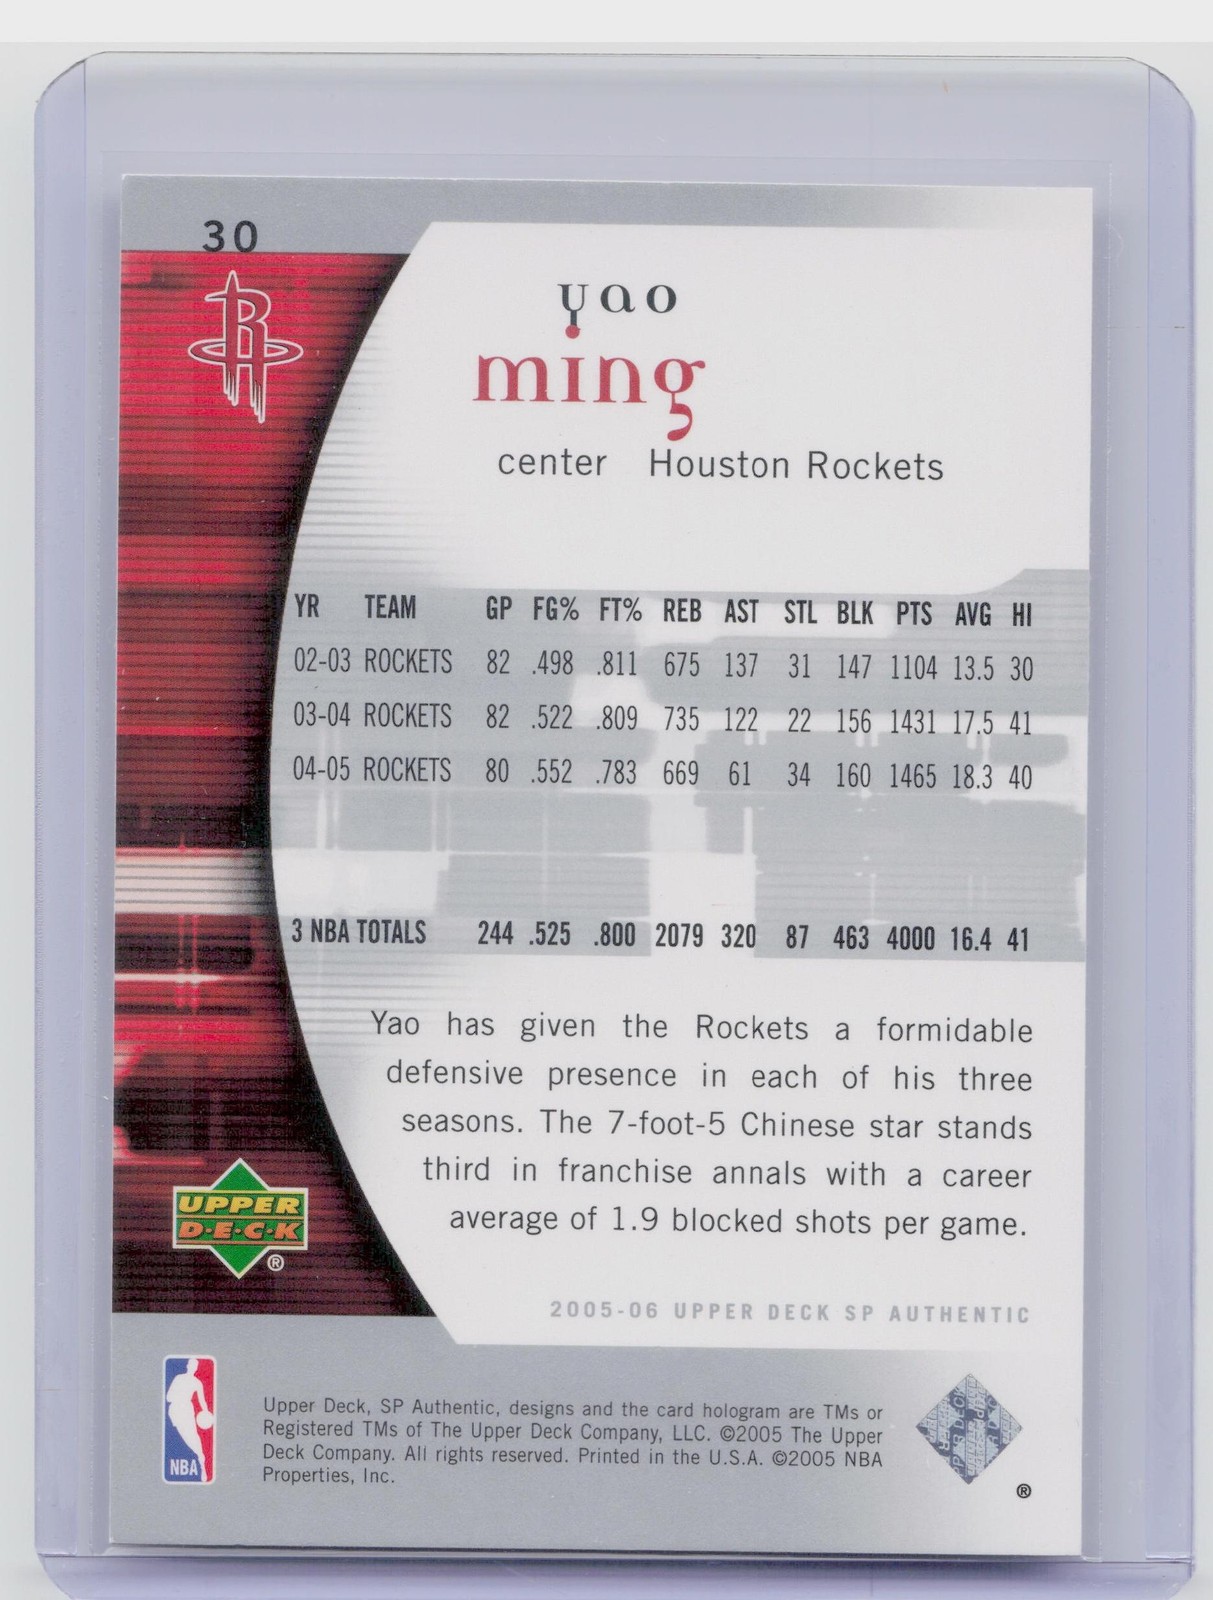 30
yao
ming
center Houston Rockets
YR TEAM GP FG% FT% REB AST STL BLK PTS AVG HI
02-03 ROCKETS 82 .498 .811 675 137 31 147 1104 13.5 30
03-04 ROCKETS 82 .522 .809 735 122 22 156 1431 17.5 41
04-05 ROCKETS 80 .552 .783 669 61 34 160 1465 18.3 40
3 NBA TOTALS 244 .525 .800 2079 320 87 463 4000 16.4 41
Yao has given the Rockets a formidable
defensive presence in each of his three
seasons. The 7-foot-5 Chinese star stands
third in franchise annals with a career
average of 1.9 blocked shots per game.
UPPER
D·E·C·K
®
2005-06 UPPER DECK SP AUTHENTIC
NBA
Upper Deck, SP Authentic, designs and the card hologram are TMs or
Registered TMs of The Upper Deck Company, LLC. ©2005 The Upper
Deck Company. All rights reserved. Printed in the U.S.A. ©2005 NBA
Properties, Inc.
®